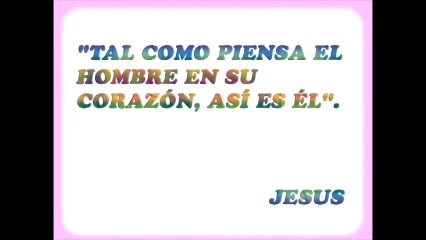 "TAL COMO PIENSA EL
HOMBRE EN SU
CORAZÓN, ASÍ ES ÉL".
JESUS